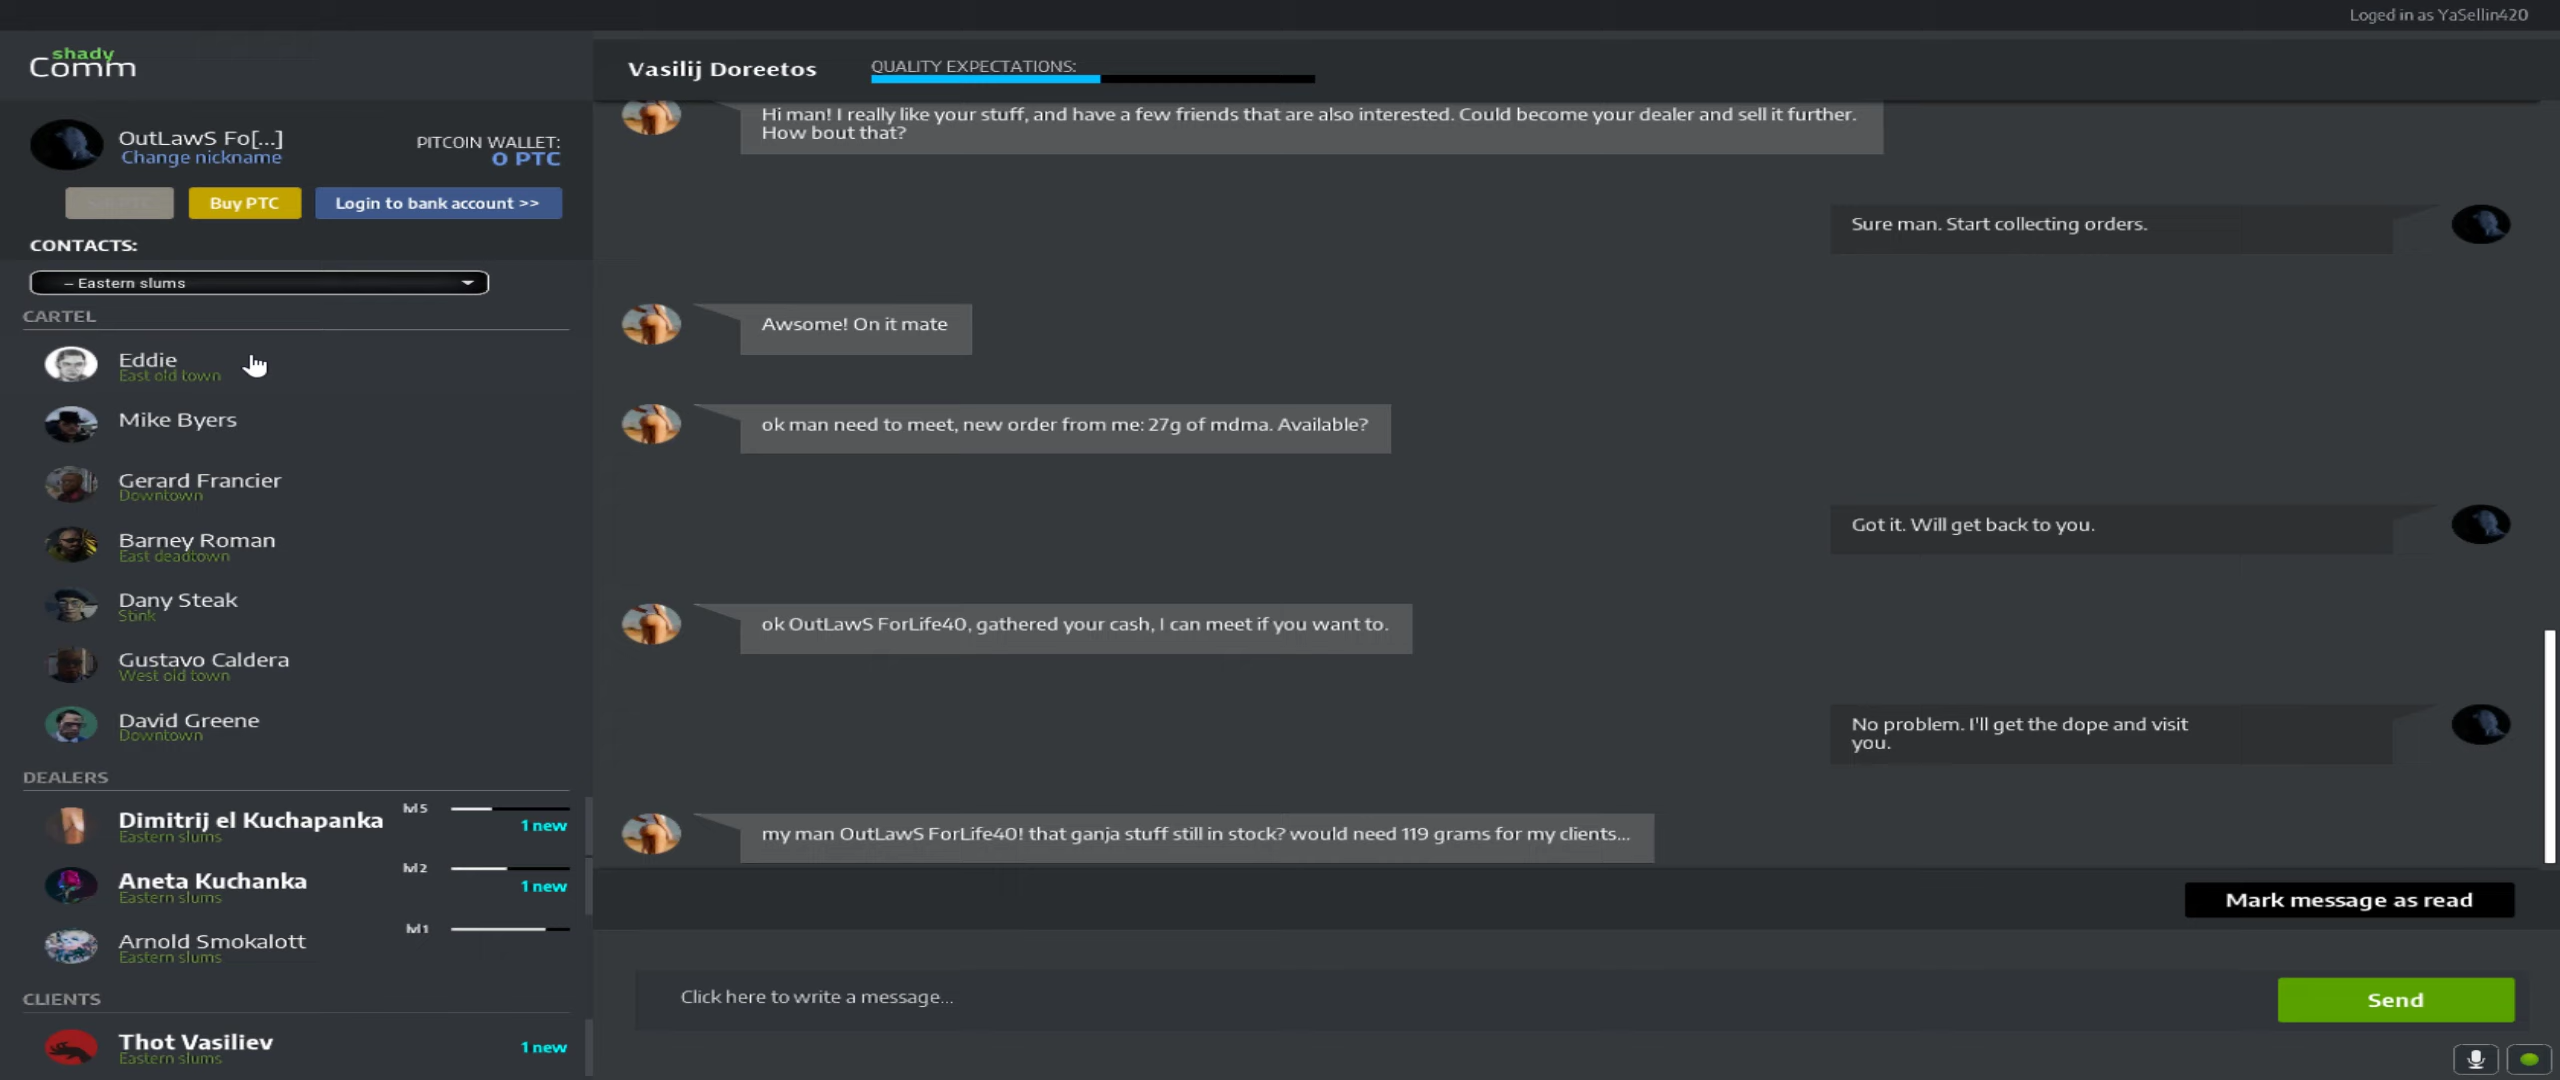 Loged in as YaSellin420
shady
Comm
OutLawS Fo[...]
Change nickname
PITCOIN WALLET:
0 PTC
Buy PTC
Login to bank account >>
CONTACTS:
– Eastern slums
CARTEL
Eddie
East old town
Mike Byers
Gerard Francier
Downtown
Barney Roman
East deadtown
Dany Steak
Stink
Gustavo Caldera
West old town
David Greene
Downtown
DEALERS
Dimitrij el Kuchapanka
Eastern slums
lvl 5
1 new
Aneta Kuchanka
Eastern slums
lvl 2
1 new
Arnold Smokalott
Eastern slums
lvl 1
CLIENTS
Thot Vasiliev
Eastern slums
1 new
Vasilij Doreetos
QUALITY EXPECTATIONS:
Hi man! I really like your stuff, and have a few friends that are also interested. Could become your dealer and sell it further.
How bout that?
Sure man. Start collecting orders.
Awsome! On it mate
ok man need to meet, new order from me: 27g of mdma. Available?
Got it. Will get back to you.
ok OutLawS ForLife40, gathered your cash, I can meet if you want to.
No problem. I'll get the dope and visit
you.
my man OutLawS ForLife40! that ganja stuff still in stock? would need 119 grams for my clients...
Mark message as read
Click here to write a message...
Send